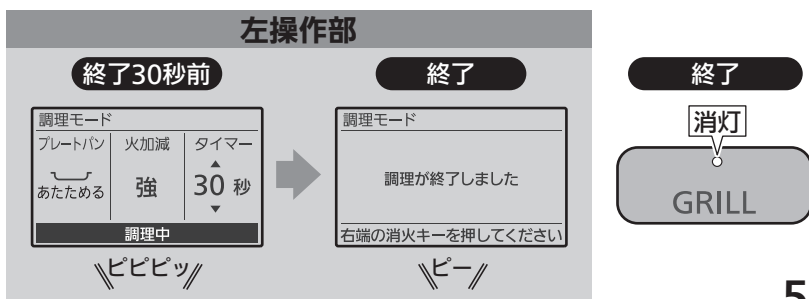 左操作部
終了30秒前
調理モード
プレートパン 火加減 タイマー
あたためる 強 30 秒
調理中
ピピピッ
終了
調理モード
調理が終了しました
右端の消火キーを押してください
ピー
終了
消灯
GRILL
5